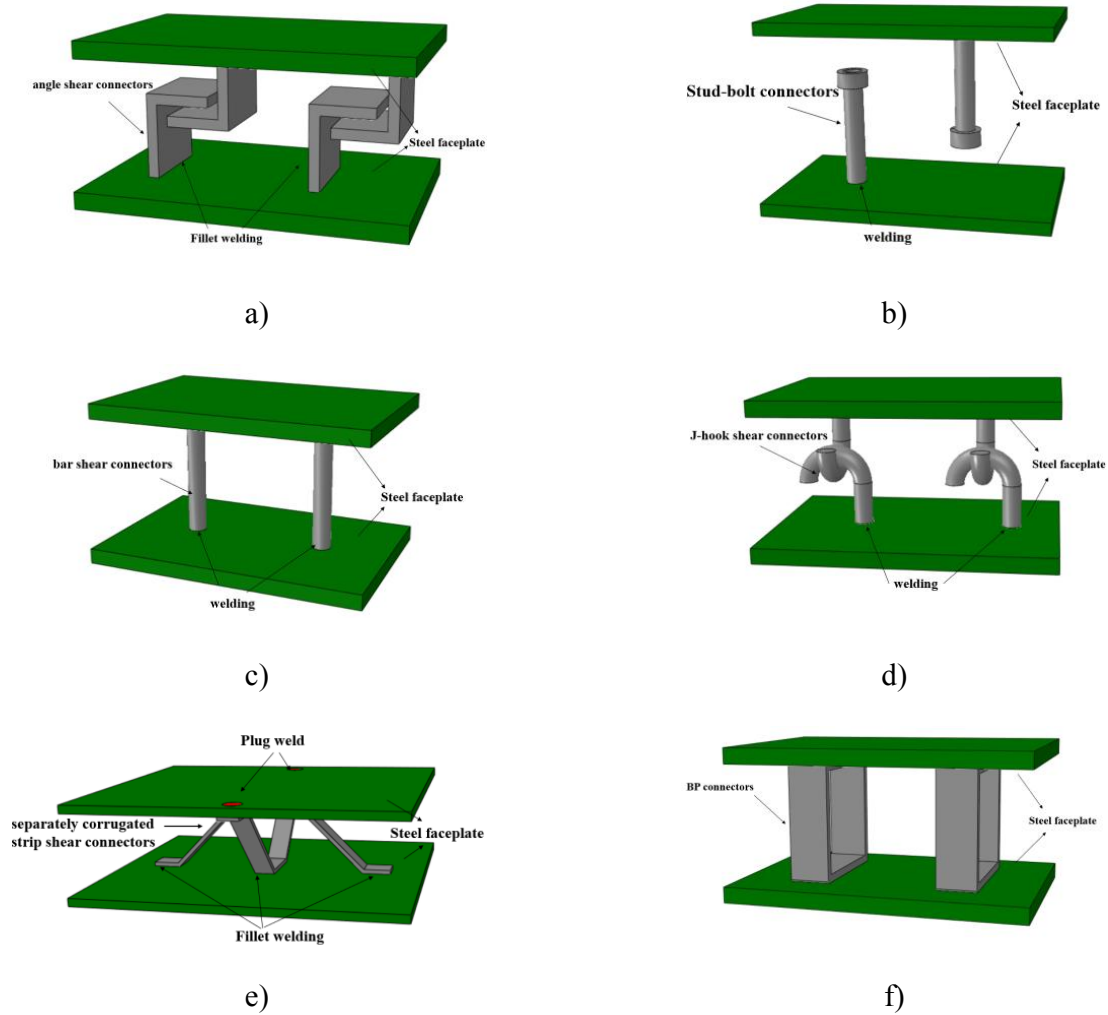 angle shear connectors
Steel faceplate
Fillet welding
a)
Stud-bolt connectors
Steel faceplate
welding
b)
bar shear connectors
Steel faceplate
welding
c)
J-hook shear connectors
Steel faceplate
welding
d)
Plug weld
separately corrugated
strip shear connectors
Steel faceplate
Fillet welding
e)
BP connectors
Steel faceplate
f)